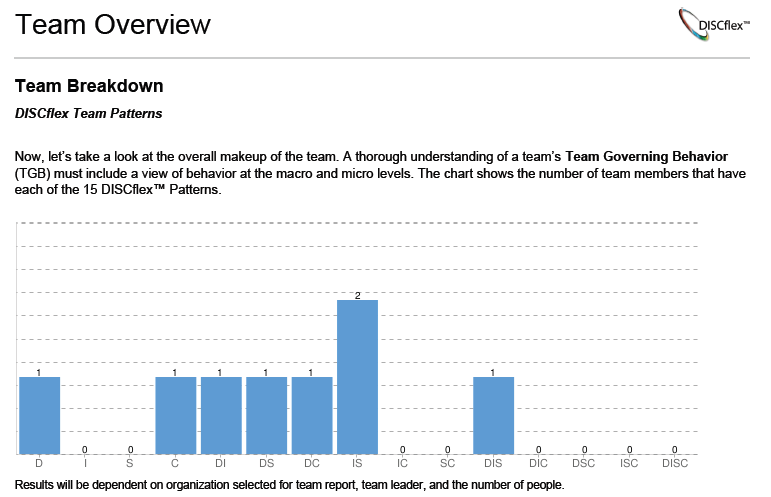 Team Overview
DISCflex™
Team Breakdown
DISCflex Team Patterns
Now, let's take a look at the overall makeup of the team. A thorough understanding of a team's Team Governing Behavior
(TGB) must include a view of behavior at the macro and micro levels. The chart shows the number of team members that have
each of the 15 DISCflex™ Patterns.
1 0 0 1 1 1 1 2 0 0 1 0 0 0 0
D I S C DI DS DC IS IC SC DIS DIC DSC ISC DISC
Results will be dependent on organization selected for team report, team leader, and the number of people.